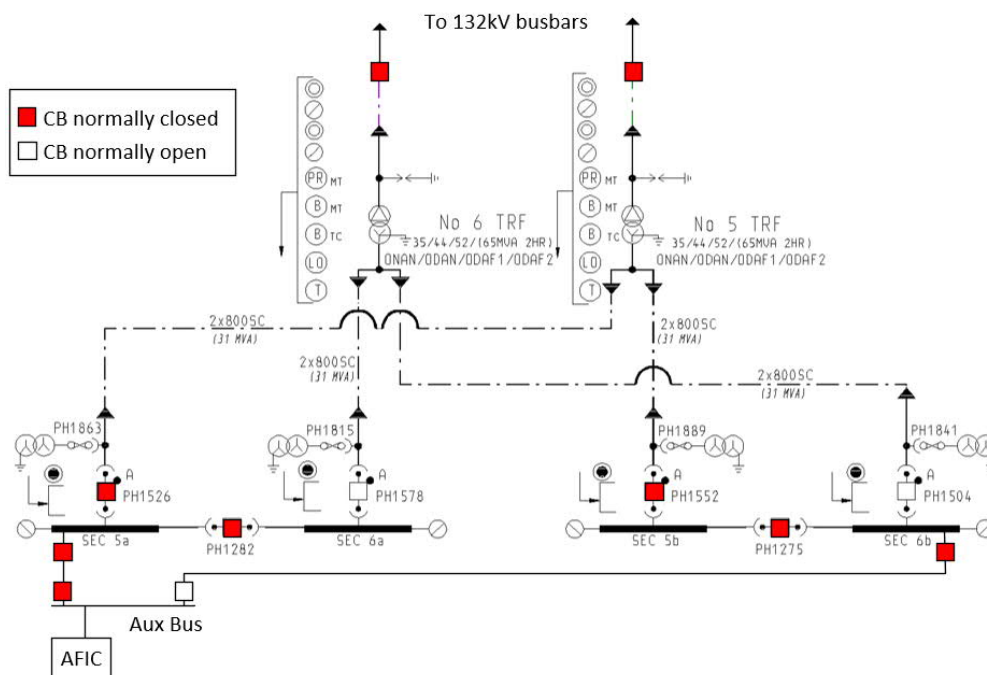 To 132kV busbars
CB normally closed
CB normally open
PR MT
B MT
B TC
LO
T
No 6 TRF
35/44/52/(65MVA 2HR)
ONAN/ODAN/ODAF1/ODAF2
PR MT
B MT
B TC
LO
T
No 5 TRF
35/44/52/(65MVA 2HR)
ONAN/ODAN/ODAF1/ODAF2
2x800SC
(31 MVA)
2x800SC
(31 MVA)
2x800SC
(31 MVA)
2x800SC
(31 MVA)
PH1863
PH1815
PH1889
PH1841
A
PH1526
A
PH1578
A
PH1552
A
PH1504
SEC 5a
PH1282
SEC 6a
SEC 5b
PH1275
SEC 6b
Aux Bus
AFIC